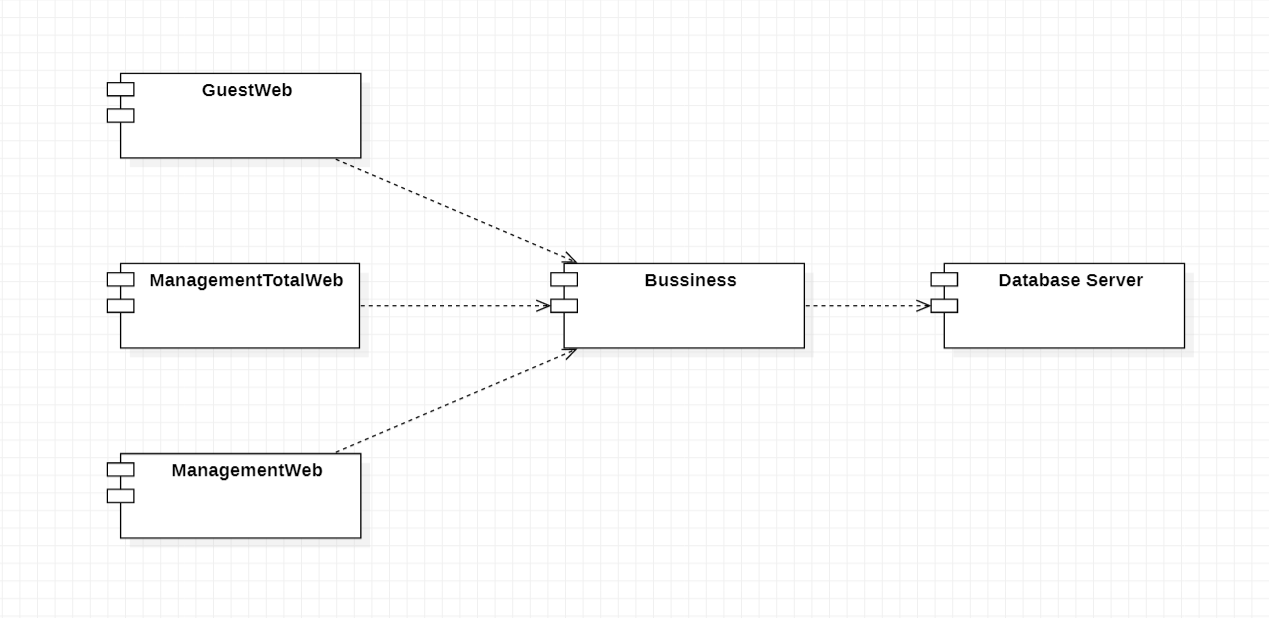 GuestWeb
ManagementTotalWeb
Bussiness
Database Server
ManagementWeb